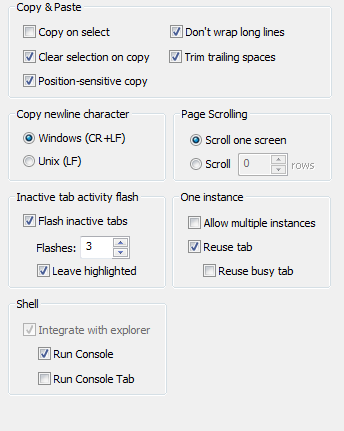 Copy & Paste
Copy on select
Don't wrap long lines
Clear selection on copy
Trim trailing spaces
Position-sensitive copy
Copy newline character
Windows (CR+LF)
Unix (LF)
Page Scrolling
Scroll one screen
Scroll 0 rows
Inactive tab activity flash
Flash inactive tabs
Flashes: 3
Leave highlighted
One instance
Allow multiple instances
Reuse tab
Reuse busy tab
Shell
Integrate with explorer
Run Console
Run Console Tab